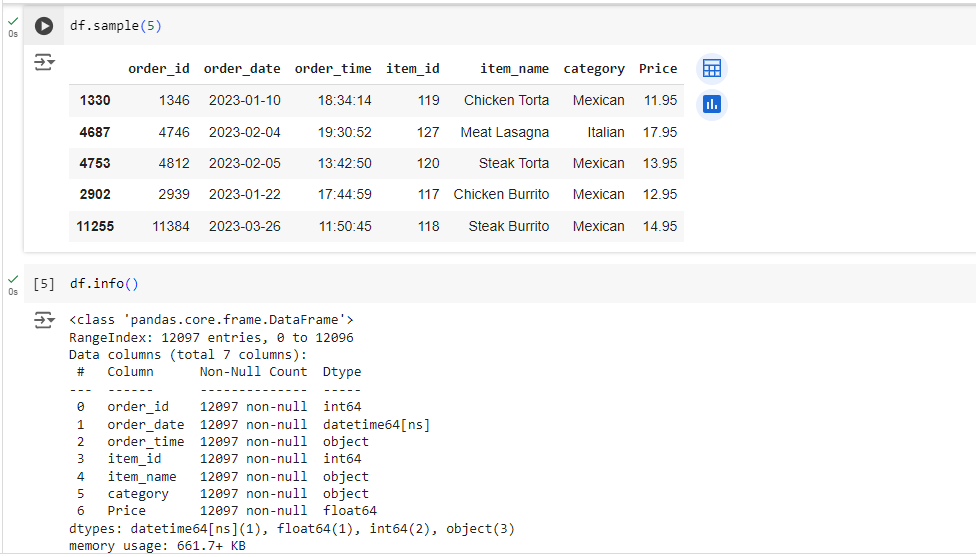 df.sample(5)
0s
order_id order_date order_time item_id item_name category Price
1330 1346 2023-01-10 18:34:14 119 Chicken Torta Mexican 11.95
4687 4746 2023-02-04 19:30:52 127 Meat Lasagna Italian 17.95
4753 4812 2023-02-05 13:42:50 120 Steak Torta Mexican 13.95
2902 2939 2023-01-22 17:44:59 117 Chicken Burrito Mexican 12.95
11255 11384 2023-03-26 11:50:45 118 Steak Burrito Mexican 14.95
[5] df.info()
0s
<class 'pandas.core.frame.DataFrame'>
RangeIndex: 12097 entries, 0 to 12096
Data columns (total 7 columns):
# Column Non-Null Count Dtype
--- ------ -------------- -----
0 order_id 12097 non-null int64
1 order_date 12097 non-null datetime64[ns]
2 order_time 12097 non-null object
3 item_id 12097 non-null int64
4 item_name 12097 non-null object
5 category 12097 non-null object
6 Price 12097 non-null float64
dtypes: datetime64[ns](1), float64(1), int64(2), object(3)
memory usage: 661.7+ KB